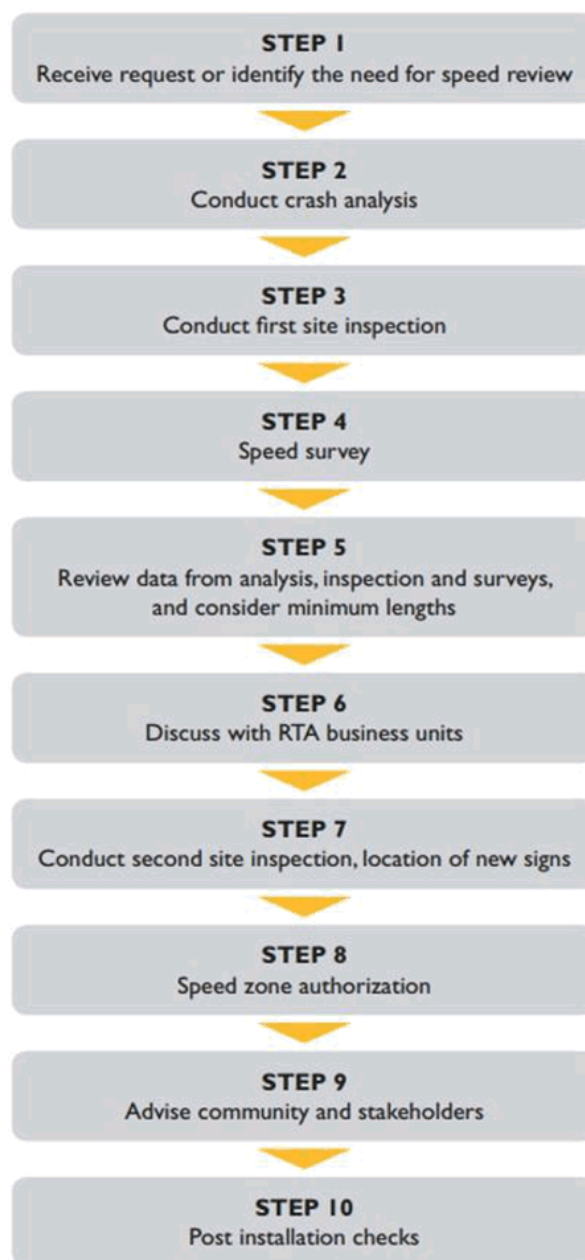 STEP 1
Receive request or identify the need for speed review
STEP 2
Conduct crash analysis
STEP 3
Conduct first site inspection
STEP 4
Speed survey
STEP 5
Review data from analysis, inspection and surveys,
and consider minimum lengths
STEP 6
Discuss with RTA business units
STEP 7
Conduct second site inspection, location of new signs
STEP 8
Speed zone authorization
STEP 9
Advise community and stakeholders
STEP 10
Post installation checks